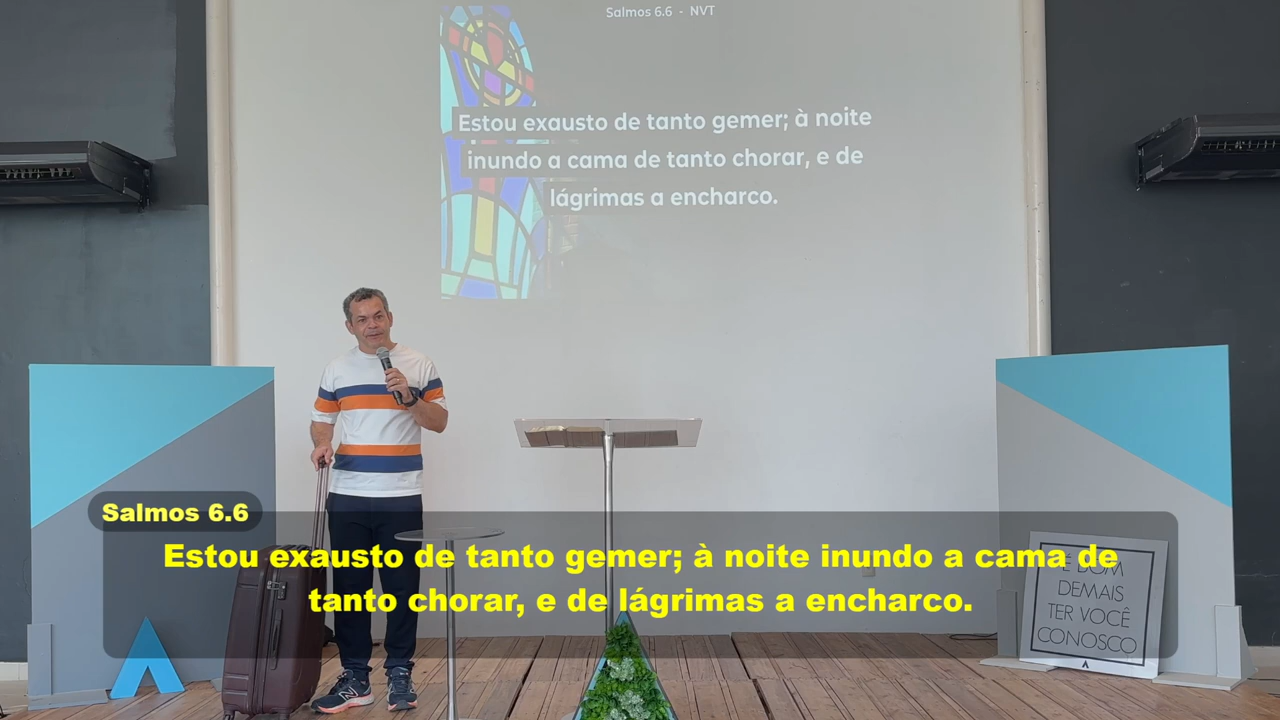 Salmos 6.6 - NVT
Estou exausto de tanto gemer; à noite
inundo a cama de tanto chorar, e de
lágrimas a encharco.
Salmos 6.6
Estou exausto de tanto gemer; à noite inundo a cama de
tanto chorar, e de lágrimas a encharco.
É BOM
DEMAIS
TER VOCÊ
CONOSCO